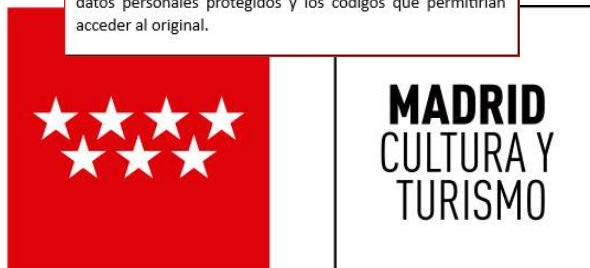 datos personales protegidos y los códigos que permitirían
acceder al original.
MADRID
CULTURA Y
TURISMO